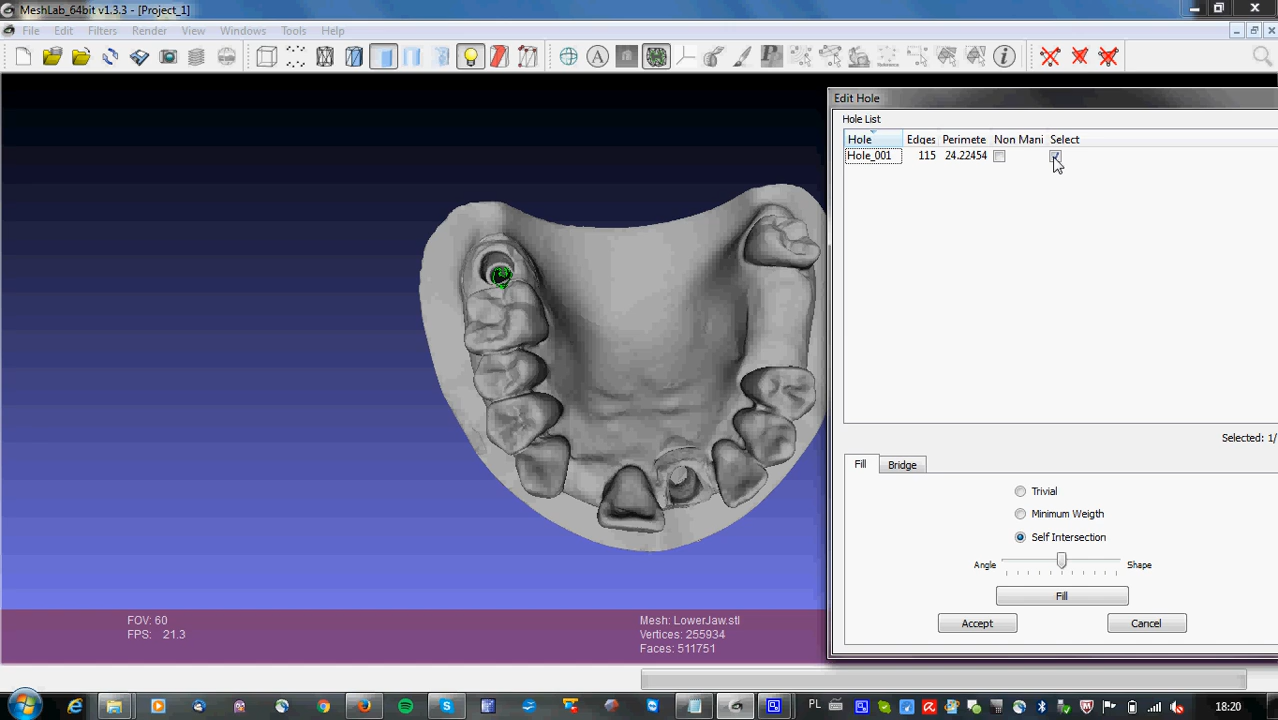 MeshLab_64bit v1.3.3 - [Project_1]
File Edit Filters Render View Windows Tools Help
Edit Hole
Hole List
Hole Edges Perimete Non Mani Select
Hole_001 115 24.22454
Selected: 1/
Fill Bridge
Trivial
Minimum Weigth
Self Intersection
Angle Shape
Fill
Accept Cancel
FOV: 60
FPS: 21.3
Mesh: LowerJaw.stl
Vertices: 255934
Faces: 511751
PL 18:20